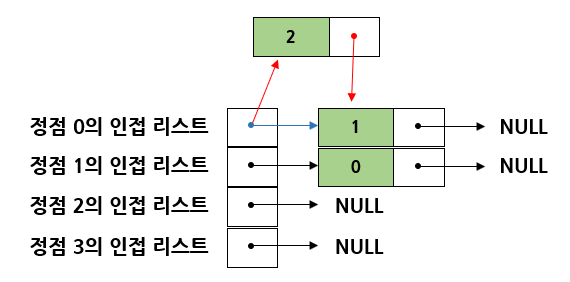 2
정점 0의 인접 리스트 1 NULL
정점 1의 인접 리스트 0 NULL
정점 2의 인접 리스트 NULL
정점 3의 인접 리스트 NULL